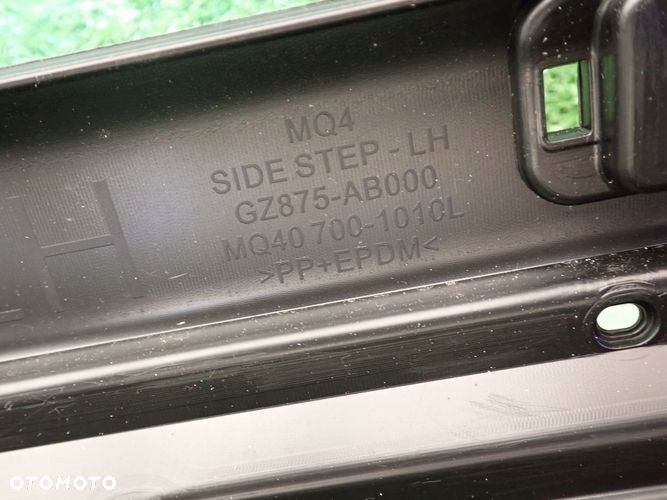 MQ4
SIDE STEP - LH
GZ875-AB000
MQ40 700-1010L
>PP+EPDM<
LH
OTOMOTO